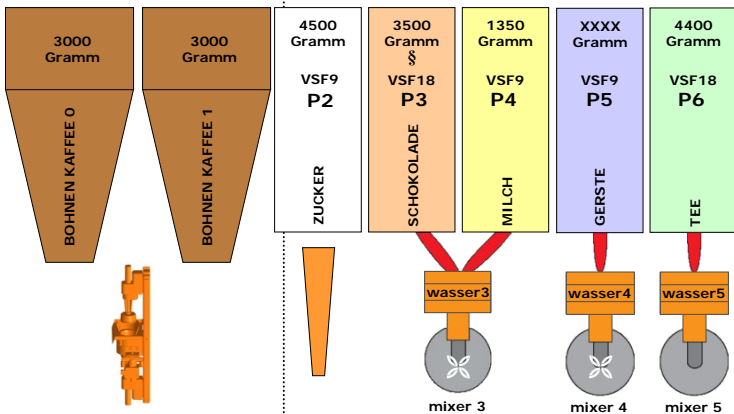 3000
Gramm
BOHNEN KAFFEE 0
3000
Gramm
BOHNEN KAFFEE 1
4500
Gramm
VSF9
P2
ZUCKER
3500
Gramm
§
VSF18
P3
SCHOKOLADE
1350
Gramm
VSF9
P4
MILCH
XXXX
Gramm
VSF9
P5
GERSTE
4400
Gramm
VSF18
P6
TEE
wasser3
wasser4
wasser5
mixer 3
mixer 4
mixer 5